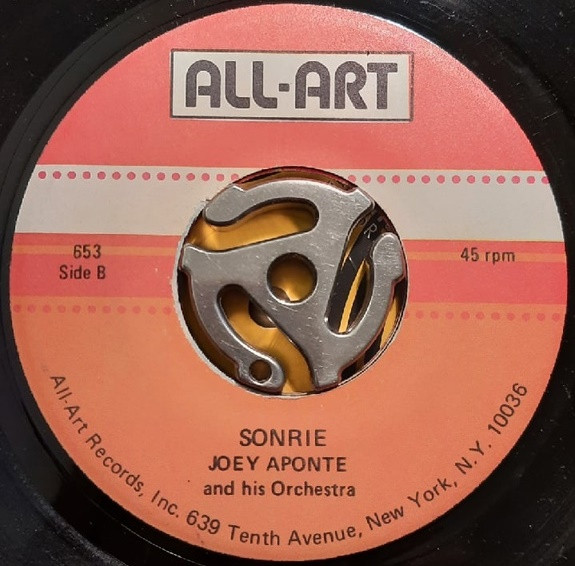 ALL-ART
653
Side B
45 rpm
SONRIE
JOEY APONTE
and his Orchestra
All-Art Records, Inc. 639 Tenth Avenue, New York, N.Y. 10036